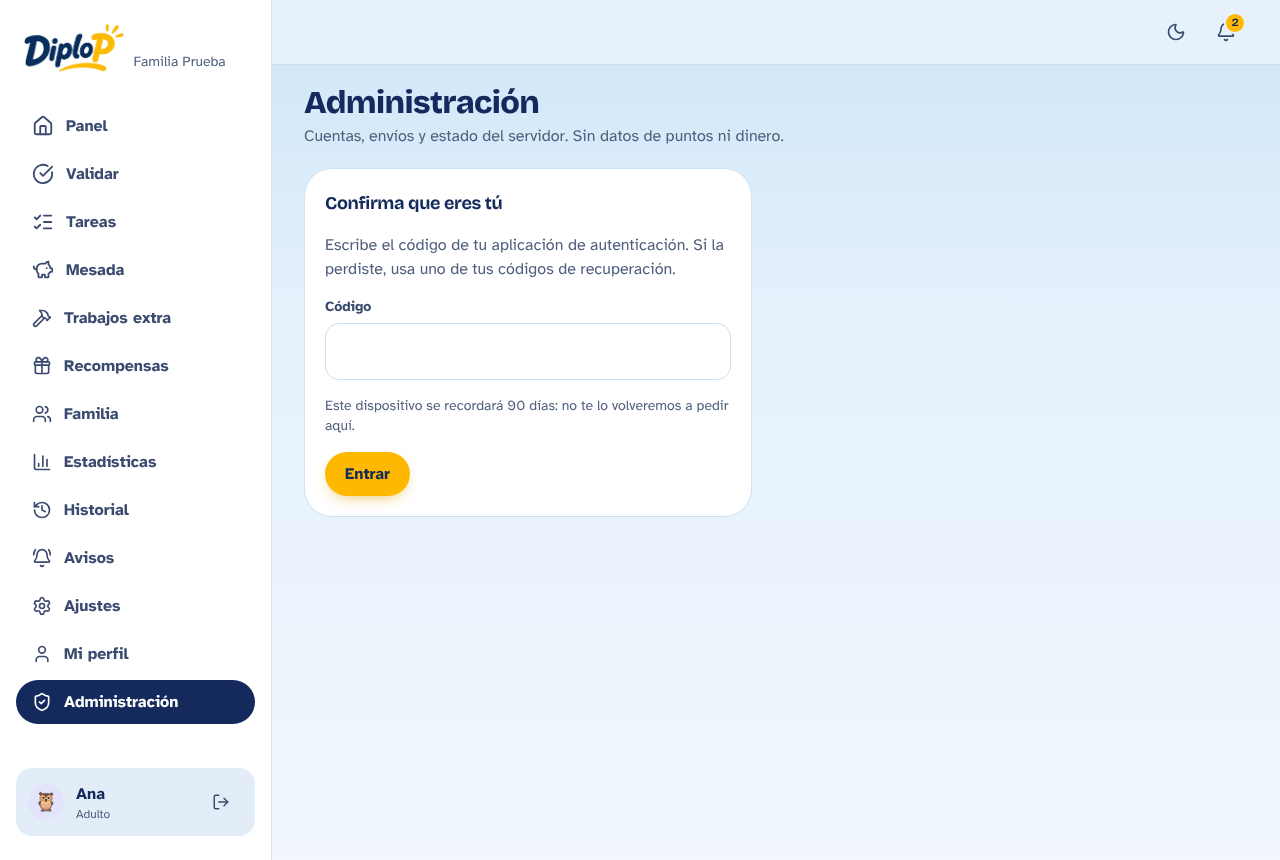 DiploP
Familia Prueba
Panel
Validar
Tareas
Mesada
Trabajos extra
Recompensas
Familia
Estadísticas
Historial
Avisos
Ajustes
Mi perfil
Administración
Ana
Adulto
2
Administración
Cuentas, envíos y estado del servidor. Sin datos de puntos ni dinero.
Confirma que eres tú
Escribe el código de tu aplicación de autenticación. Si la
perdiste, usa uno de tus códigos de recuperación.
Código
Este dispositivo se recordará 90 días: no te lo volveremos a pedir
aquí.
Entrar